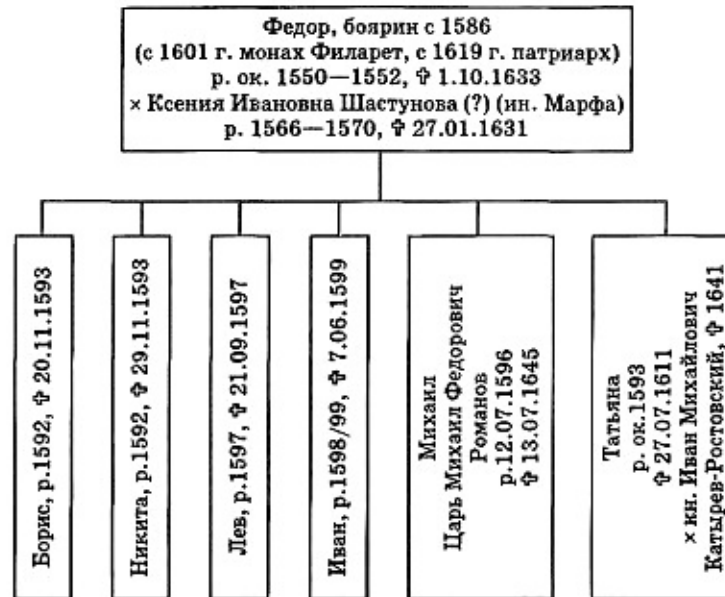 Федор, боярин с 1586
(с 1601 г. монах Филарет, с 1619 г. патриарх)
р. ок. 1550—1552, ✞ 1.10.1633
× Ксения Ивановна Шастунова (?) (ин. Марфа)
р. 1566—1570, ✞ 27.01.1631
Борис, р.1592, ✞ 20.11.1593
Никита, р.1592, ✞ 29.11.1593
Лев, р.1597, ✞ 21.09.1597
Иван, р.1598/99, ✞ 7.06.1599
Михаил
Царь Михаил Федорович
Романов
р.12.07.1596
✞ 13.07.1645
Татьяна
р. ок.1593
✞ 27.07.1611
× кн. Иван Михайлович
Катырев-Ростовский, ✞ 1641